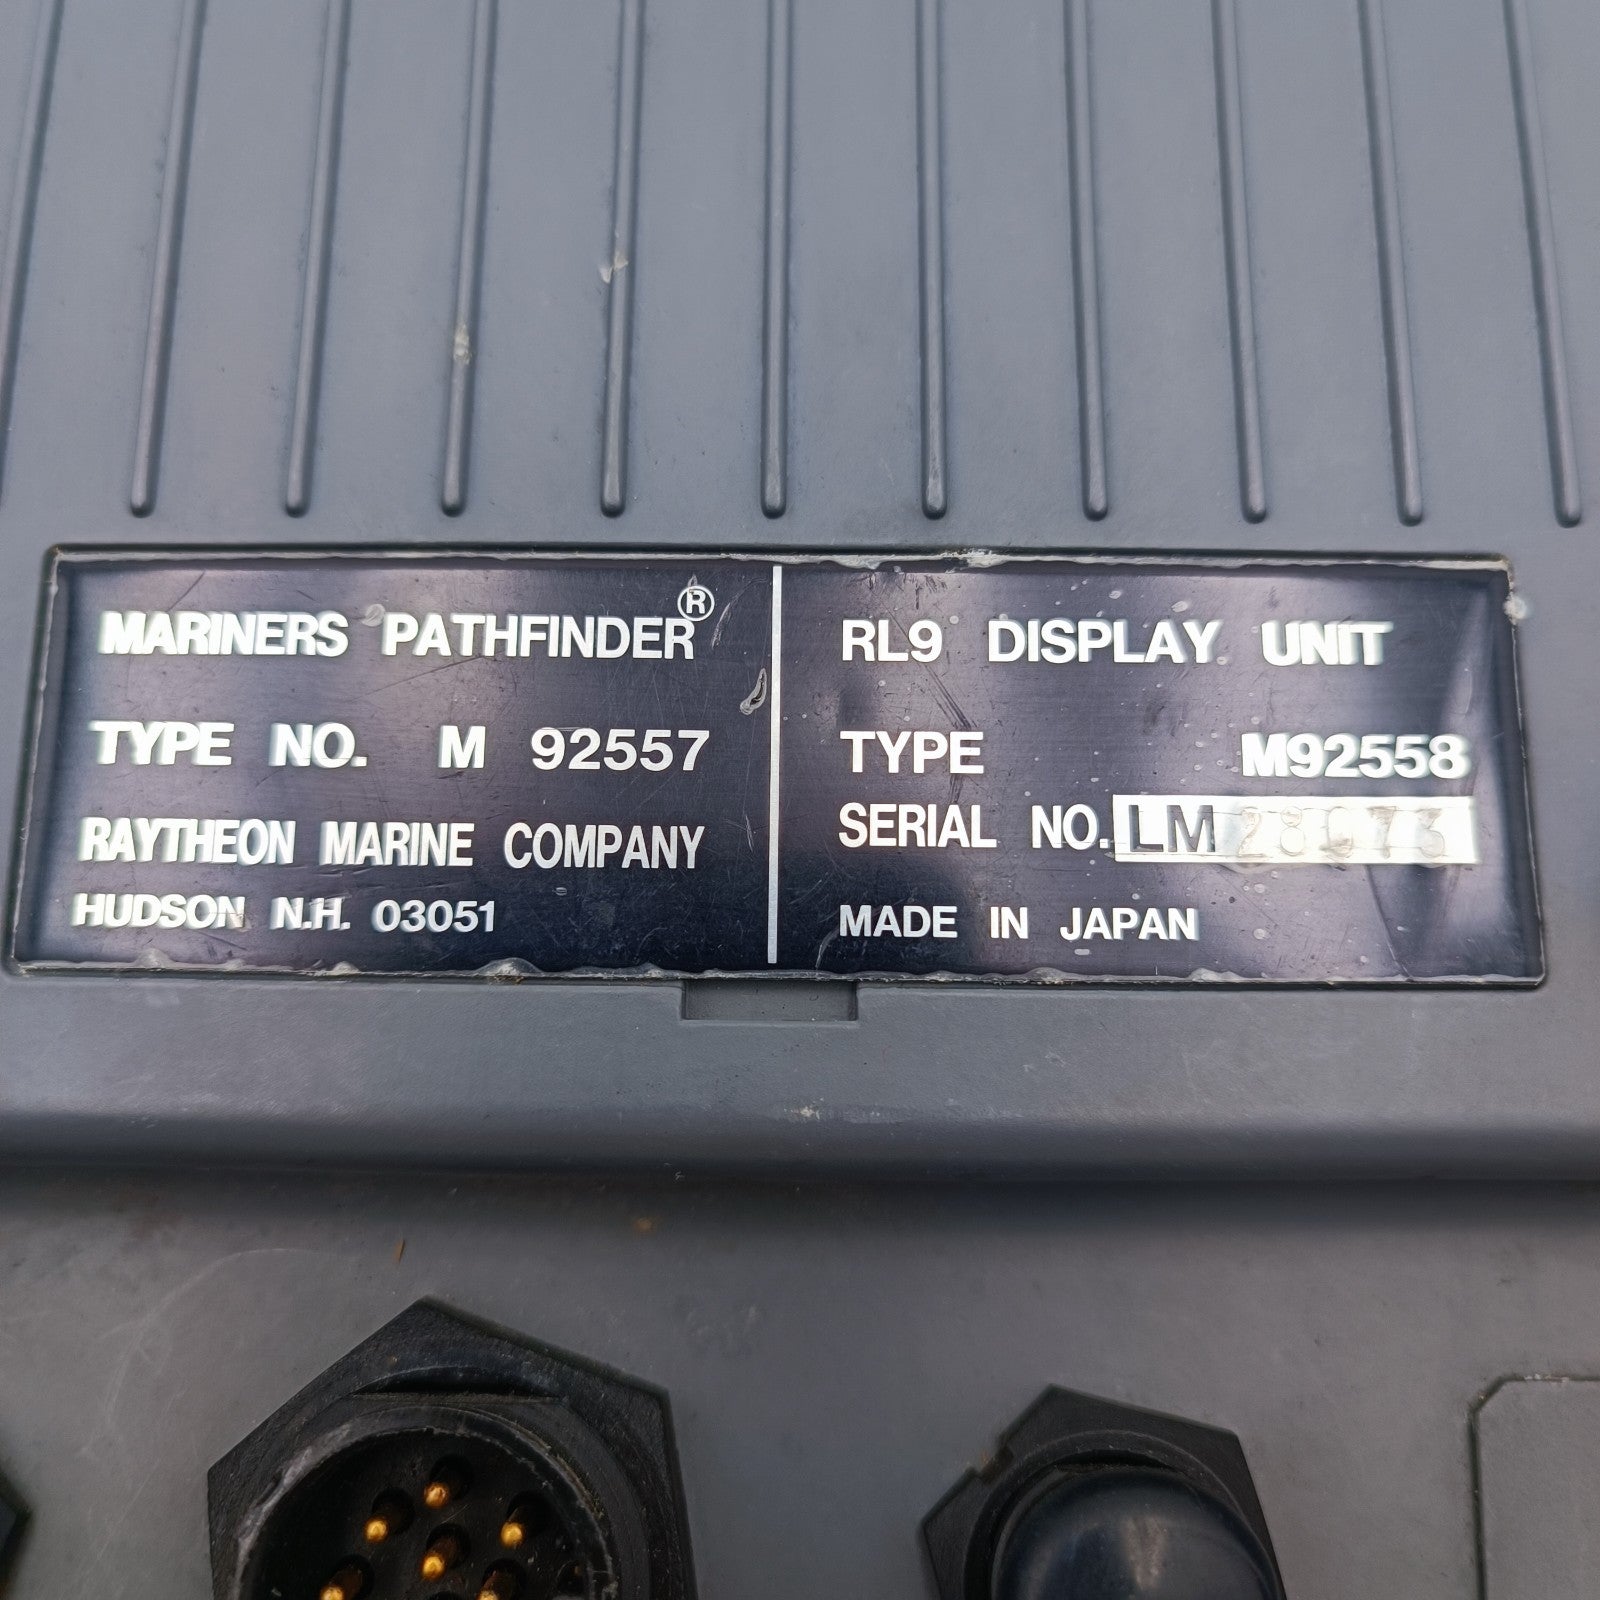 MARINERS PATHFINDER®
TYPE NO. M 92557
RAYTHEON MARINE COMPANY
HUDSON N.H. 03051
RL9 DISPLAY UNIT
TYPE M92558
SERIAL NO. LM
MADE IN JAPAN